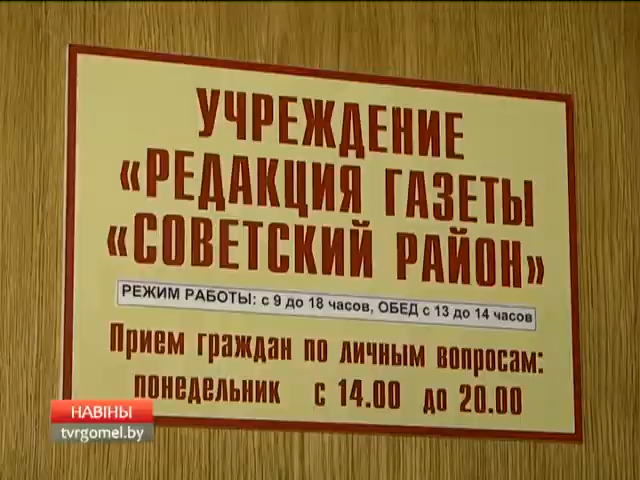 УЧРЕЖДЕНИЕ
«РЕДАКЦИЯ ГАЗЕТЫ
«СОВЕТСКИЙ РАЙОН»
РЕЖИМ РАБОТЫ: с 9 до 18 часов, ОБЕД с 13 до 14 часов
Прием граждан по личным вопросам:
понедельник с 14.00 до 20.00
НАВІНЫ
tvrgomel.by